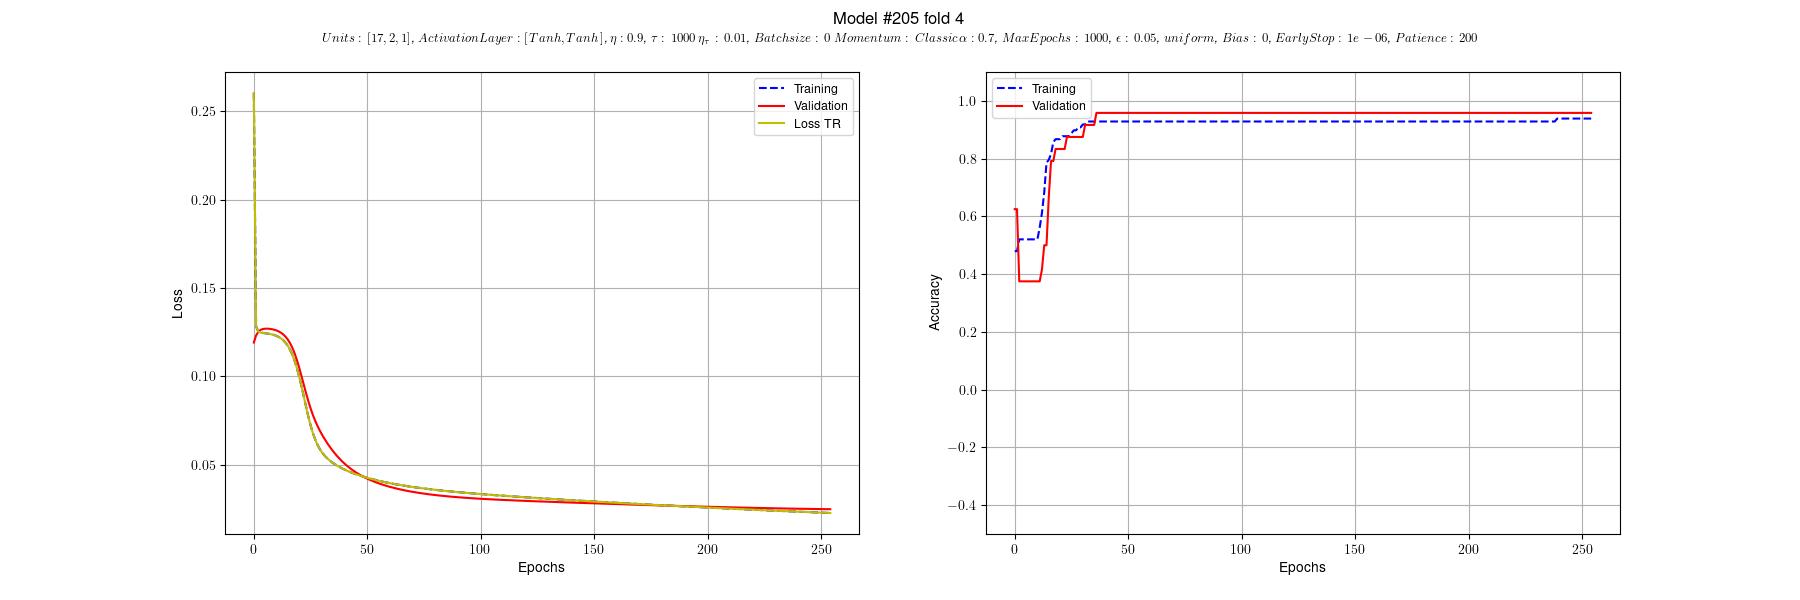 Model #205 fold 4
Units : [17, 2, 1], ActivationLayer : [Tanh, Tanh], η : 0.9, τ : 1000 ητ : 0.01, Batchsize : 0 Momentum : Classic α : 0.7, MaxEpochs : 1000, ϵ : 0.05, uniform, Bias : 0, EarlyStop : 1e − 06, Patience : 200
Training
Validation
Loss TR
0.25
0.20
0.15
0.10
0.05
Loss
0 50 100 150 200 250
Epochs
Training
Validation
1.0
0.8
0.6
0.4
0.2
0.0
−0.2
−0.4
Accuracy
0 50 100 150 200 250
Epochs